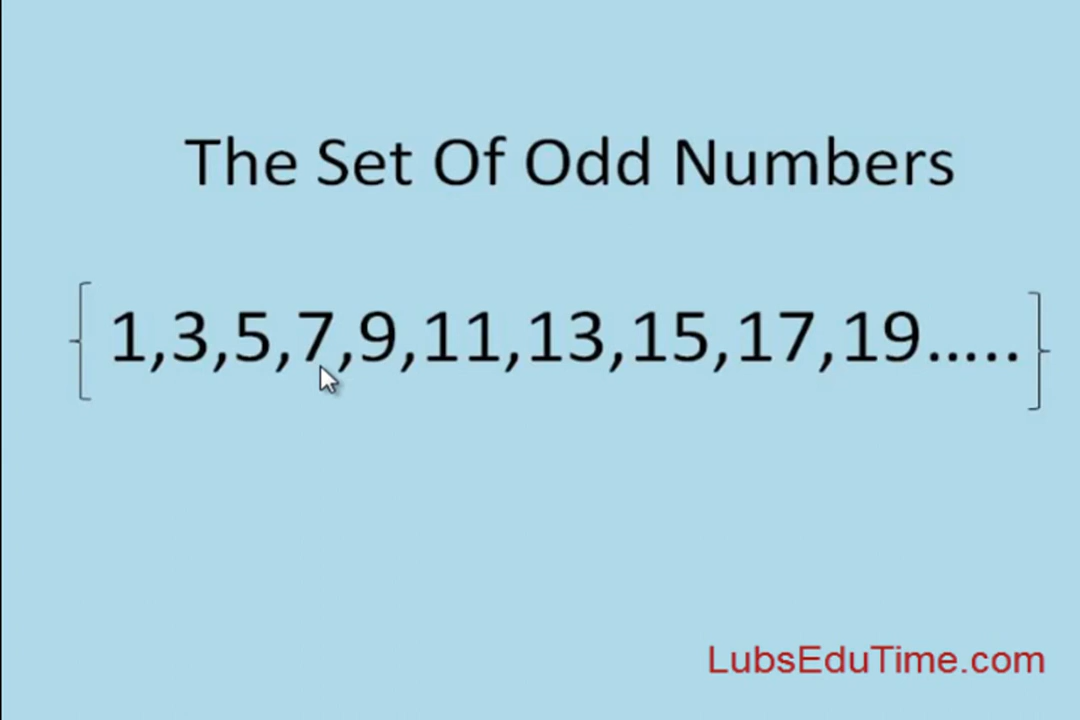 The Set Of Odd Numbers
{ 1,3,5,7,9,11,13,15,17,19..... }
LubsEduTime.com